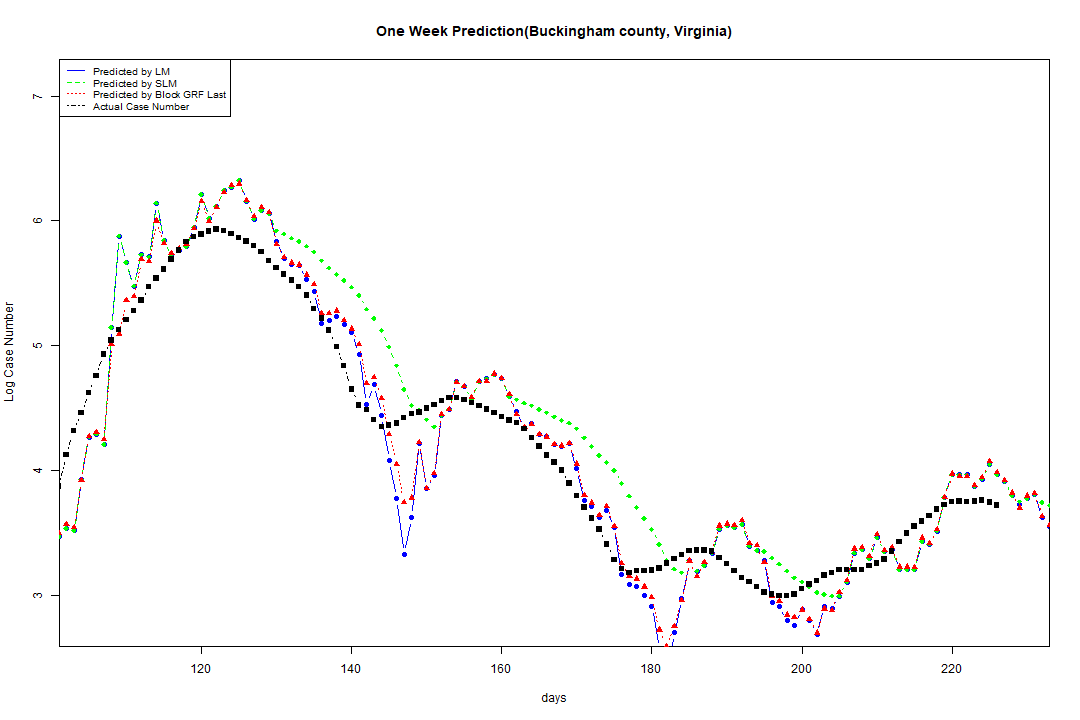 One Week Prediction(Buckingham county, Virginia)
Predicted by LM
Predicted by SLM
Predicted by Block GRF Last
Actual Case Number
7
6
5
4
3
Log Case Number
120 140 160 180 200 220
days